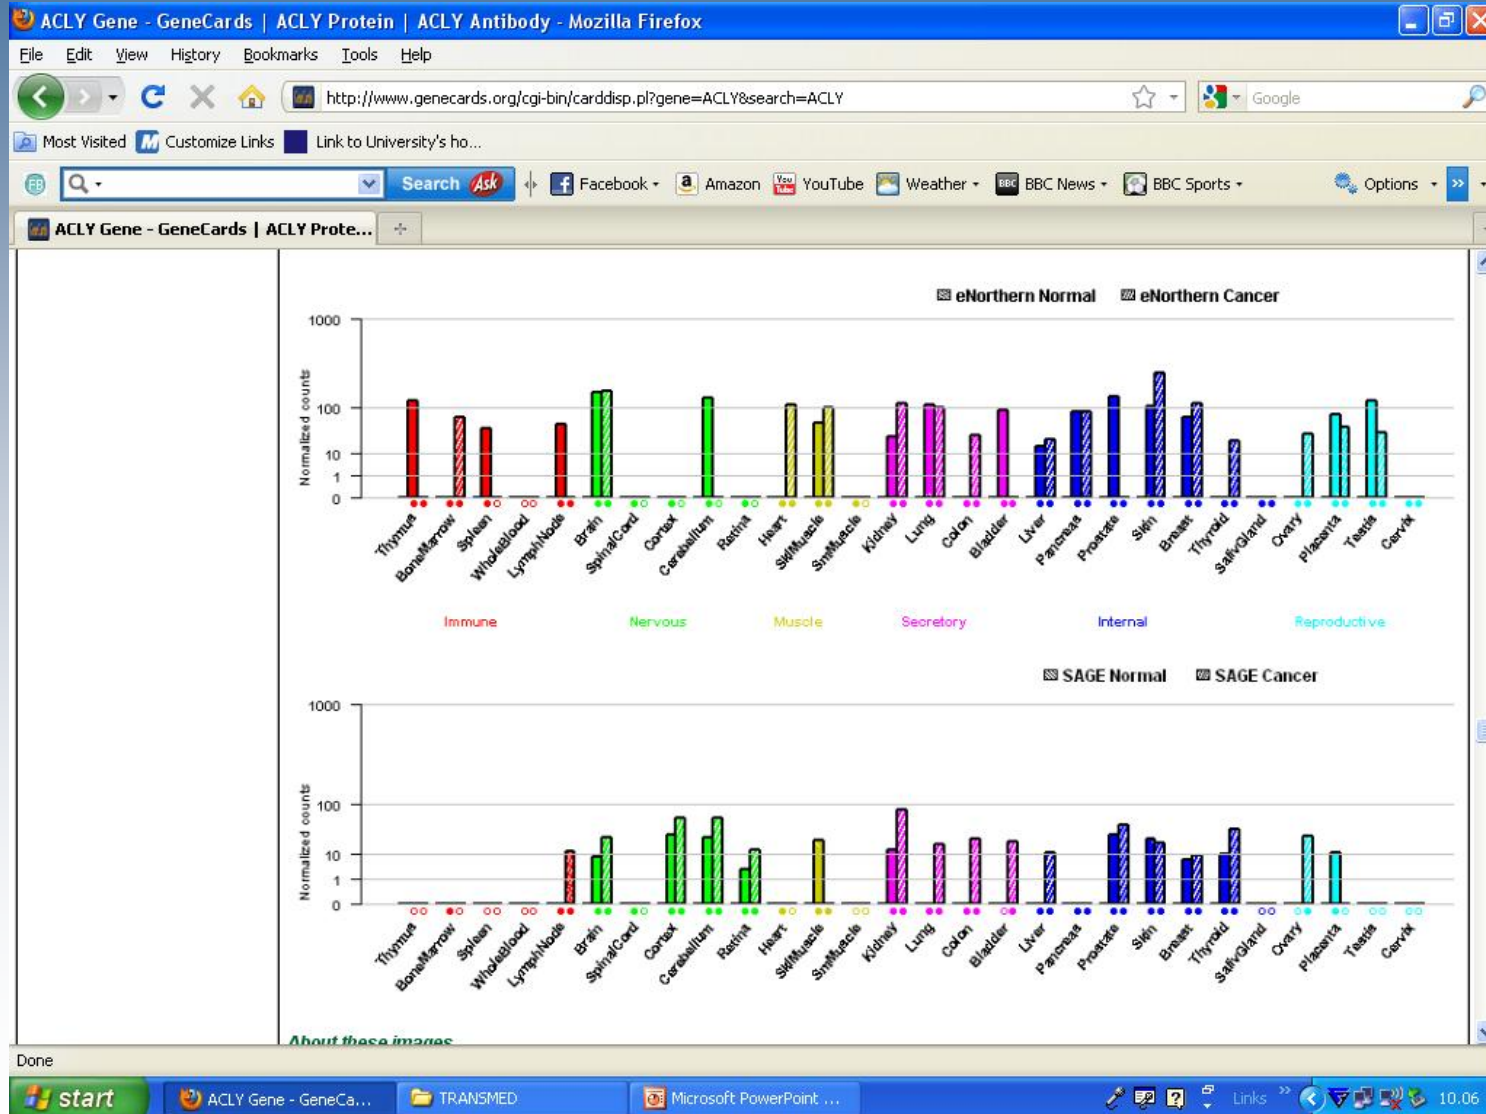 ACLY Gene - GeneCards | ACLY Protein | ACLY Antibody - Mozilla Firefox
File Edit View History Bookmarks Tools Help
http://www.genecards.org/cgi-bin/carddisp.pl?gene=ACLY&search=ACLY Google
Most Visited Customize Links Link to University's ho...
FB Search Ask Facebook Amazon You Tube YouTube Weather BBC BBC News BBC Sports Options
ACLY Gene - GeneCards | ACLY Prote...
eNorthern Normal eNorthern Cancer
1000
100
10
1
0
Normalized counts
Thymus BoneMarrow Spleen WholeBlood LymphNode Brain SpinalCord Cortex Cerebellum Retina Heart SklMuscle SmMuscle Kidney Lung Colon Bladder Liver Pancreas Prostate Skin Breast Thyroid SalivGland Ovary Placenta Testis Cervix
Immune Nervous Muscle Secretory Internal Reproductive
SAGE Normal SAGE Cancer
1000
100
10
1
0
Normalized counts
Thymus BoneMarrow Spleen WholeBlood LymphNode Brain SpinalCord Cortex Cerebellum Retina Heart SklMuscle SmMuscle Kidney Lung Colon Bladder Liver Pancreas Prostate Skin Breast Thyroid SalivGland Ovary Placenta Testis Cervix
About these images
Done
start ACLY Gene - GeneCa... TRANSMED Microsoft PowerPoint ... Links 10.06